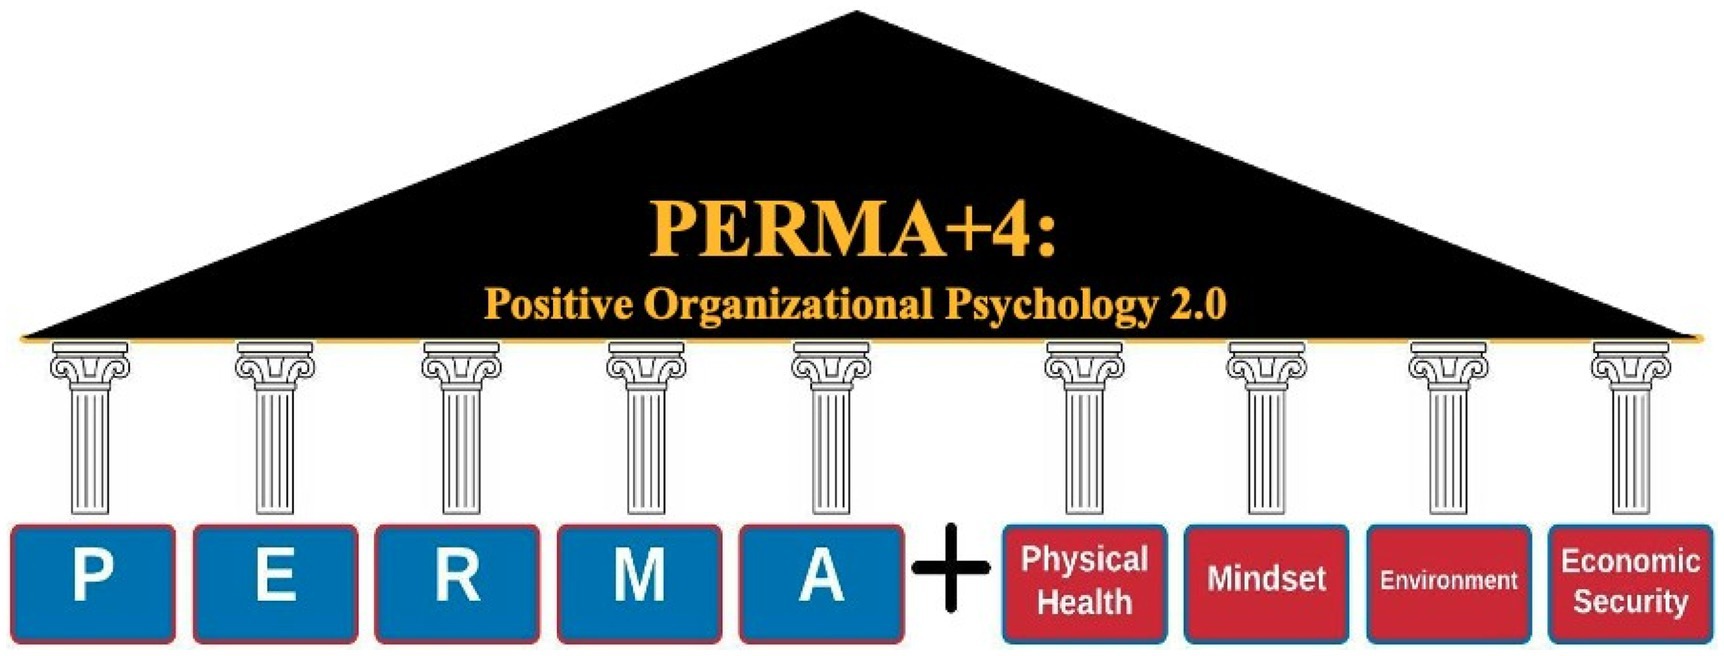 PERMA+4:
Positive Organizational Psychology 2.0
P E R M A + Physical Health Mindset Environment Economic Security